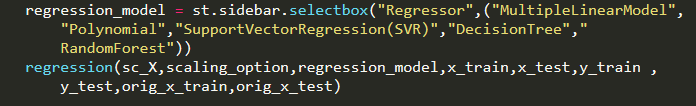 regression_model = st.sidebar.selectbox("Regressor",("MultipleLinearModel",
"Polynomial","SupportVectorRegression(SVR)","DecisionTree","
RandomForest"))
regression(sc_X,scaling_option,regression_model,x_train,x_test,y_train ,
y_test,orig_x_train,orig_x_test)